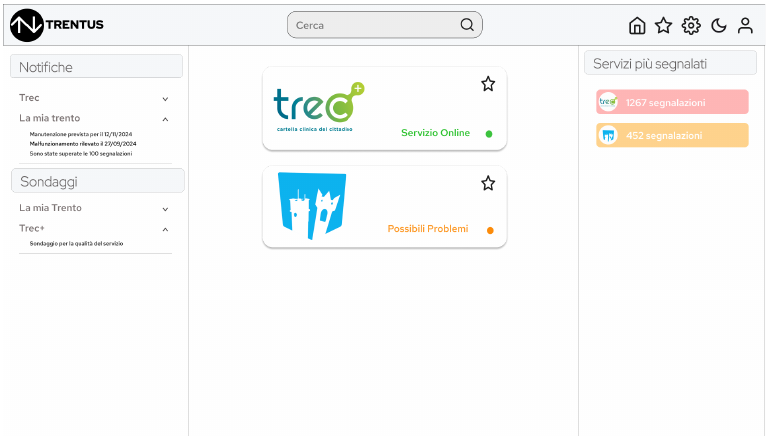 TRENTUS
Cerca
Notifiche
Trec
La mia trento
Manutenzione prevista per il 12/11/2024
Malfunzionamento rilevato il 27/09/2024
Sono state superate le 100 segnalazioni
Sondaggi
La mia Trento
Trec+
Sondaggio per la qualità del servizio
trec+
cartella clinica del cittadino
Servizio Online
Possibili Problemi
Servizi più segnalati
trec
1267 segnalazioni
452 segnalazioni